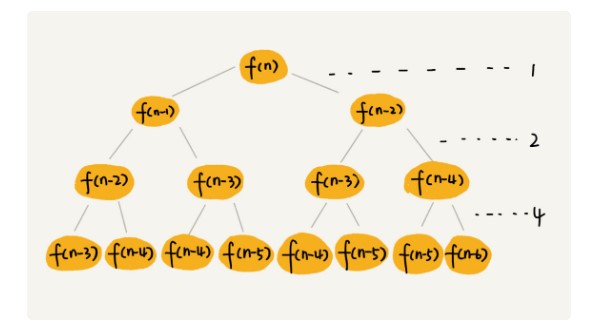 f(n) 1
f(n-1) f(n-2)
2
f(n-2) f(n-3) f(n-3) f(n-4)
4
f(n-3) f(n-4) f(n-4) f(n-5) f(n-4) f(n-5) f(n-5) f(n-6)